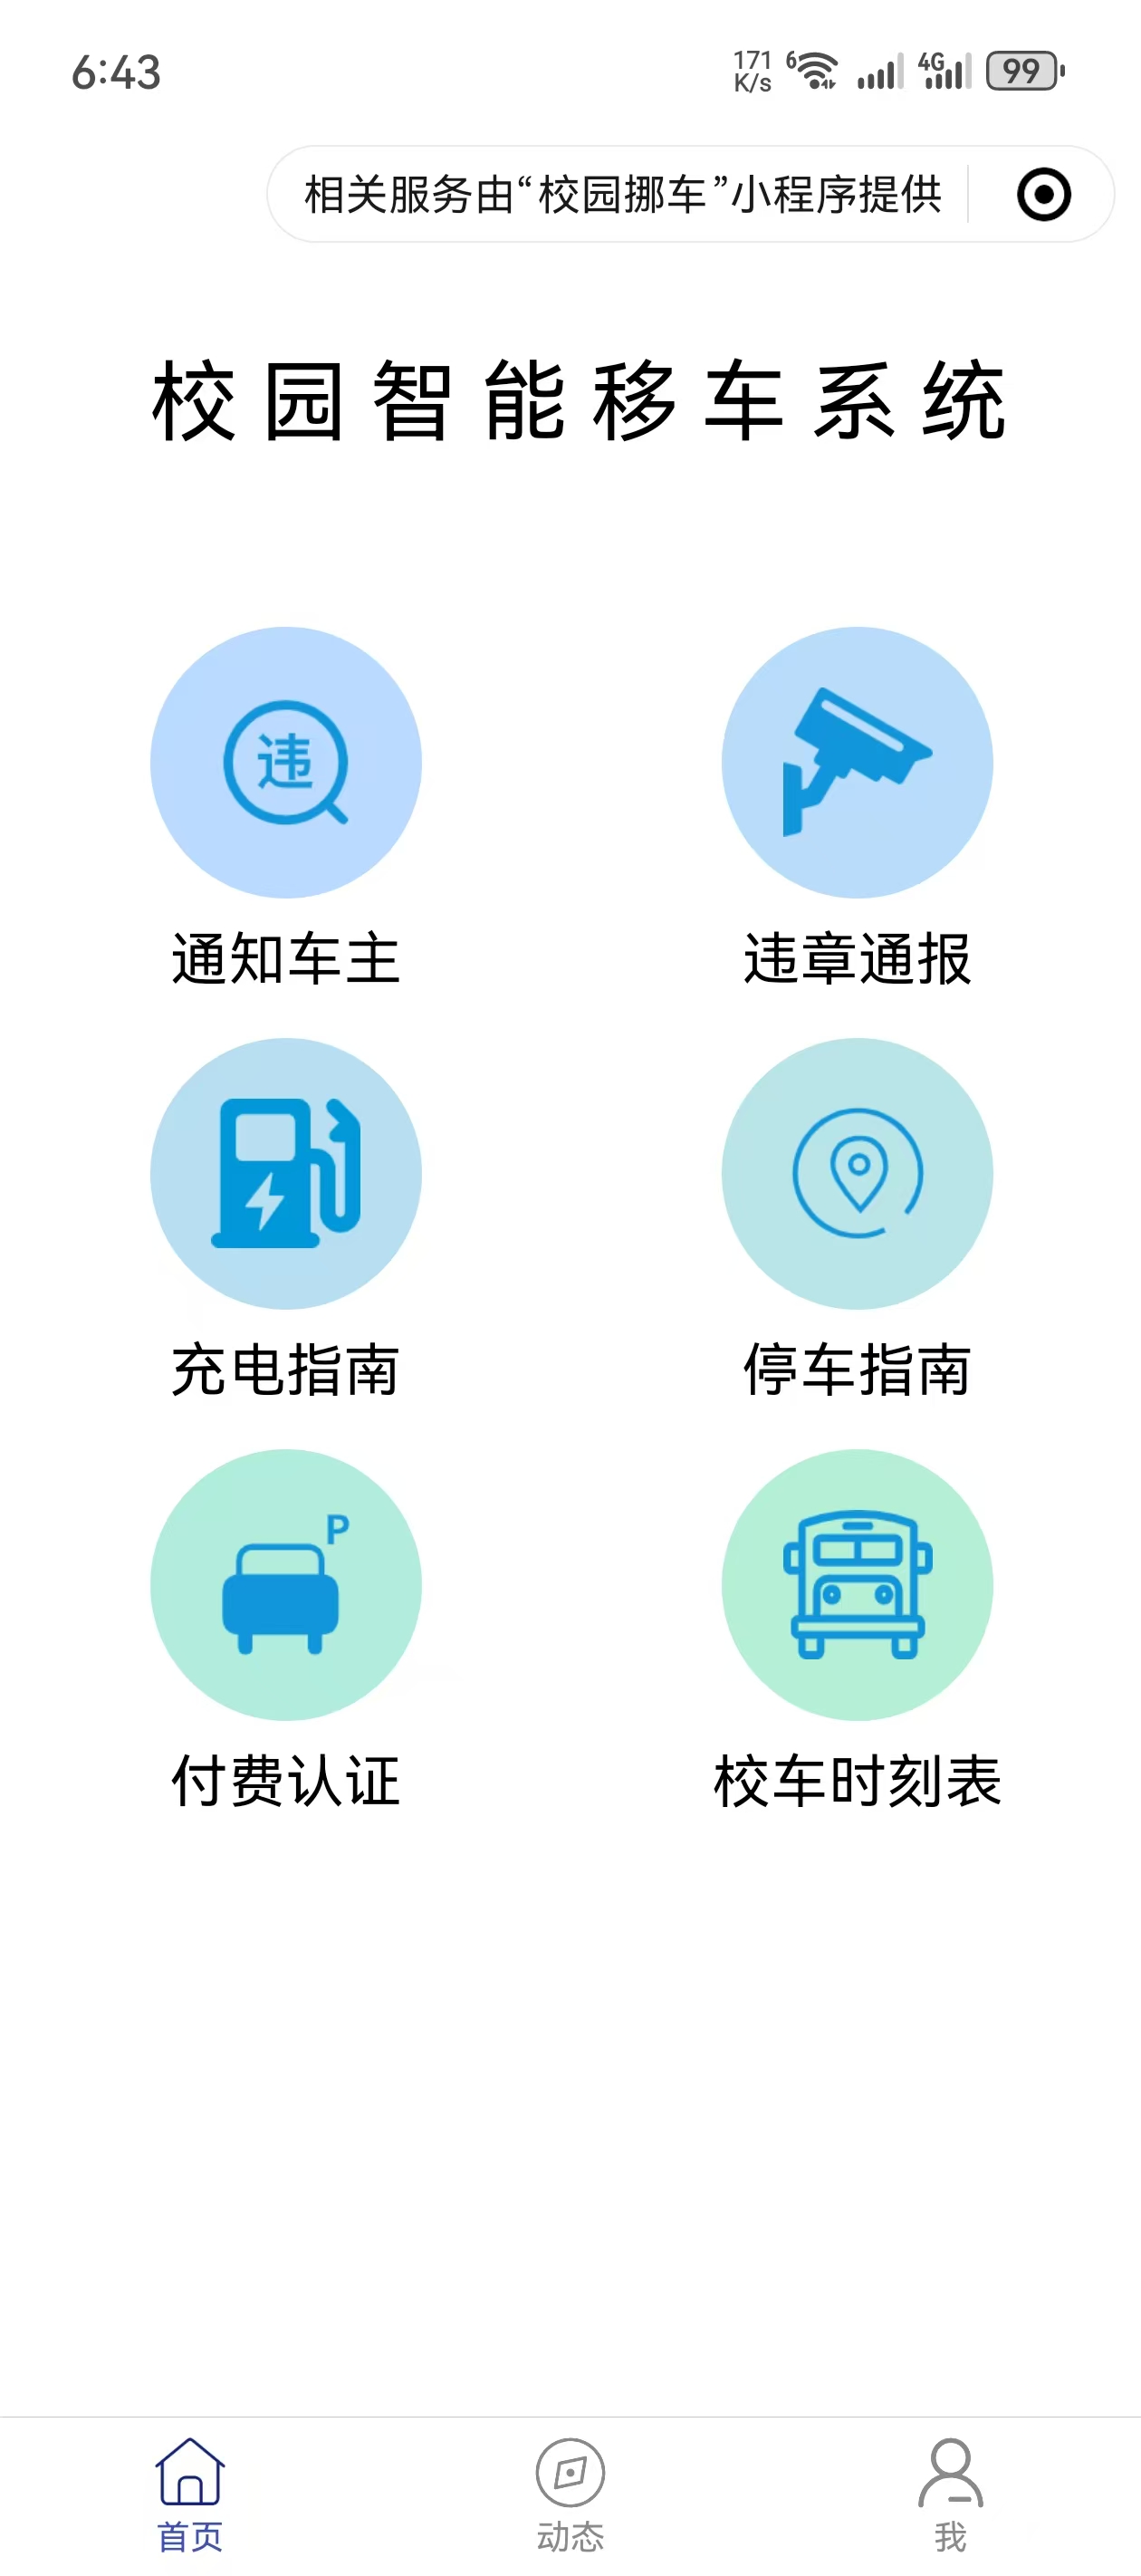 6:43
171 K/s
6
4G
99
相关服务由“校园挪车”小程序提供
校园智能移车系统
违
通知车主
违章通报
充电指南
停车指南
P
付费认证
校车时刻表
首页
动态
我